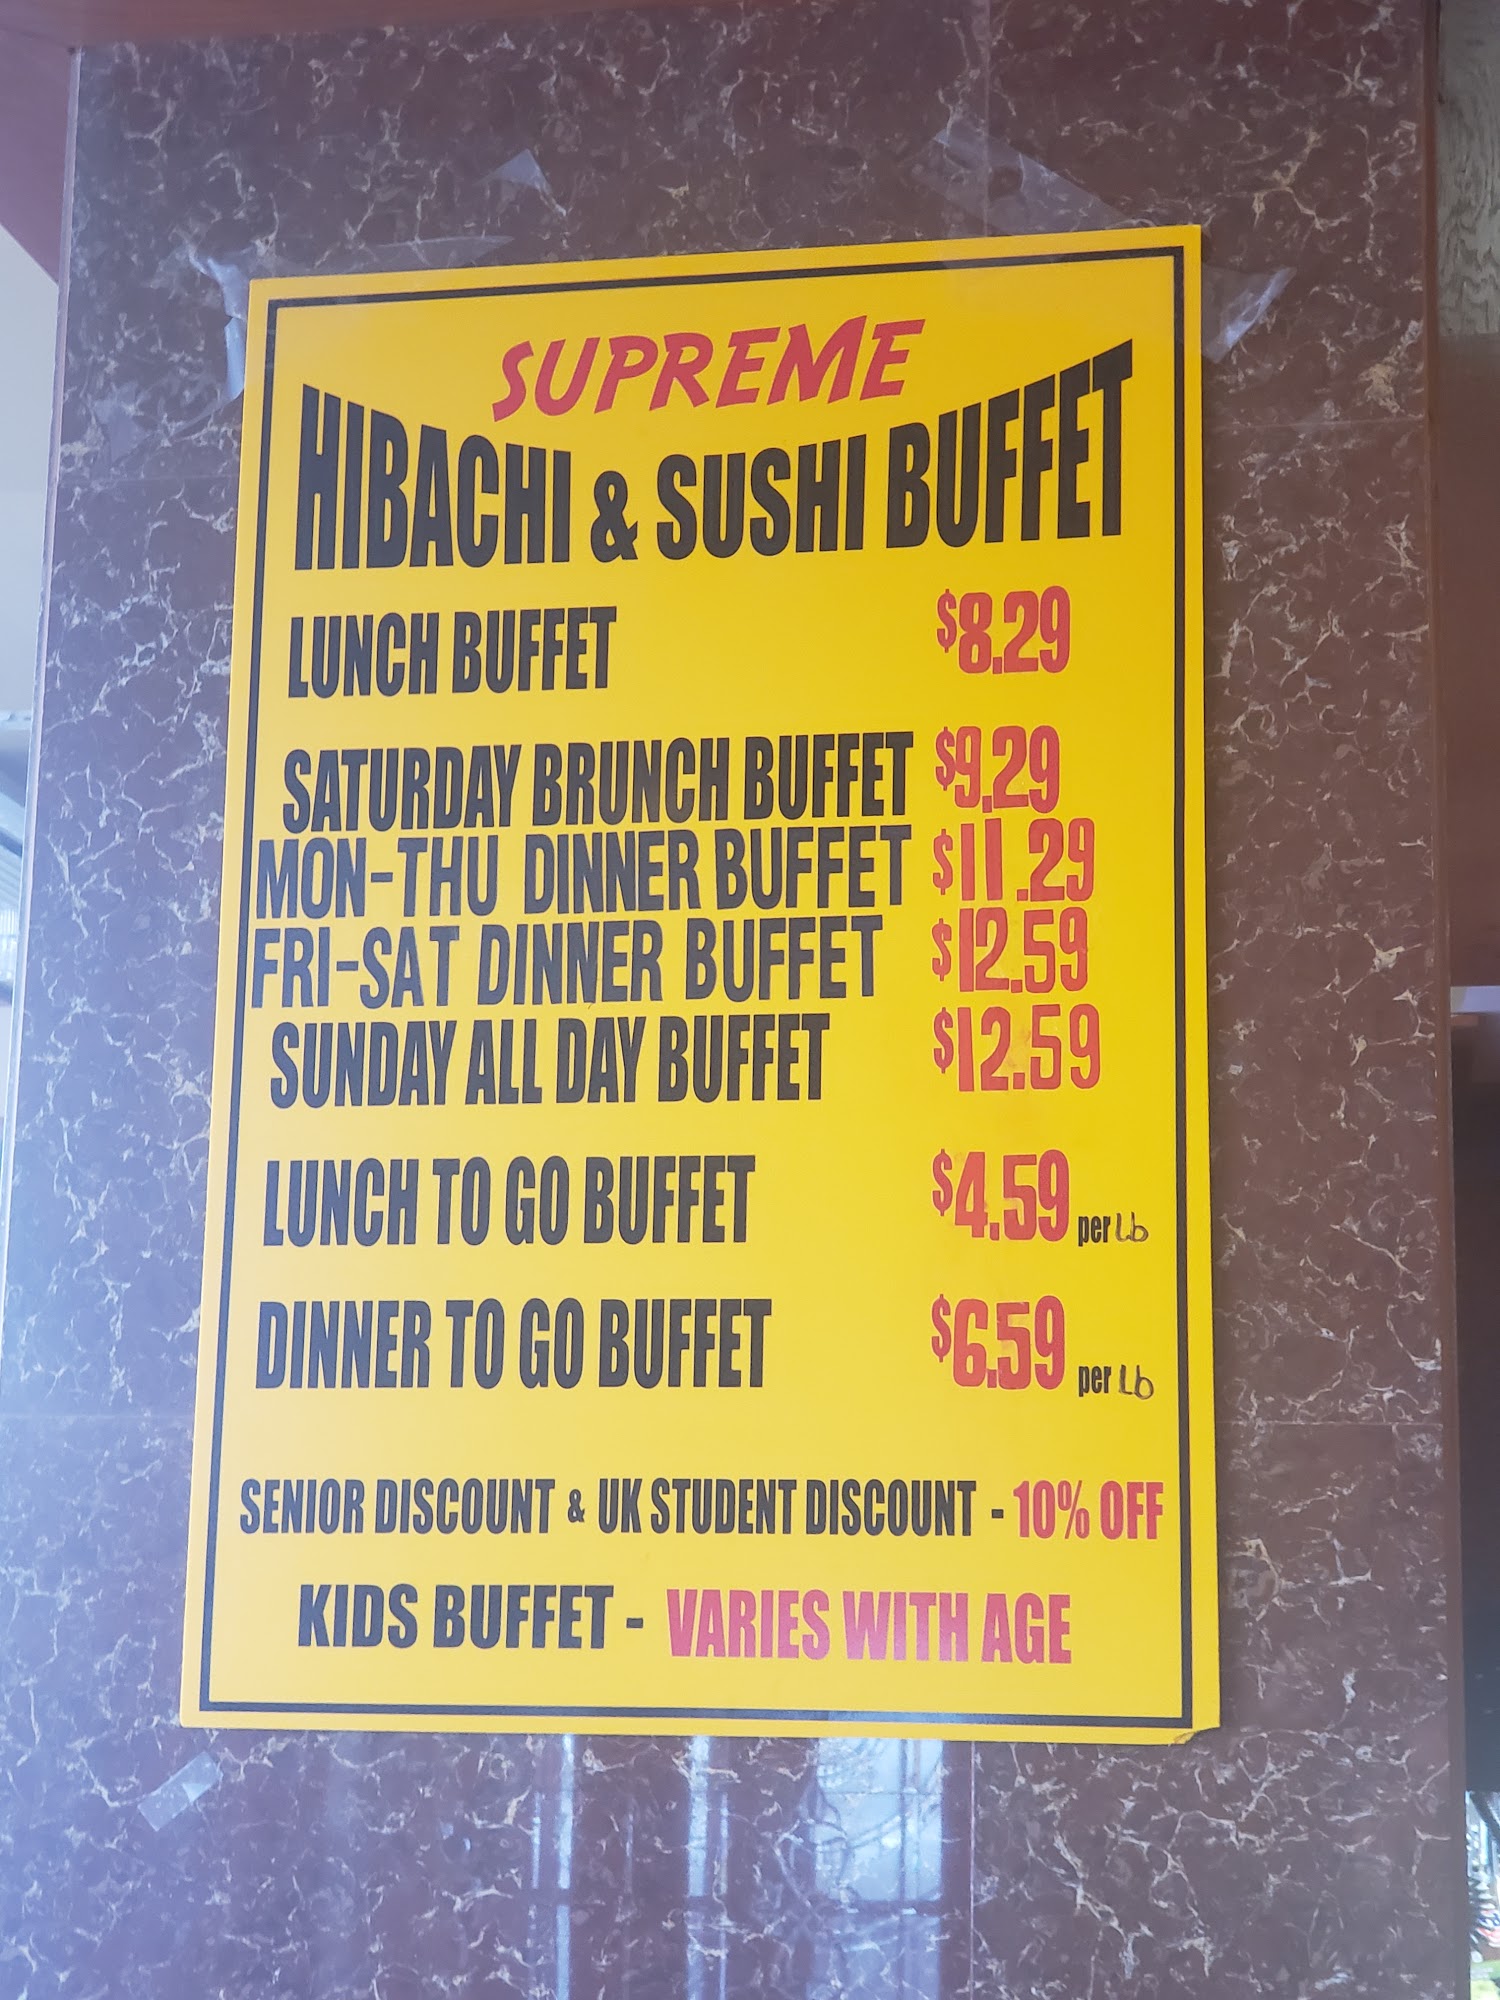 SUPREME
HIBACHI & SUSHI BUFFET
LUNCH BUFFET $8.29
SATURDAY BRUNCH BUFFET $9.29
MON-THU DINNER BUFFET $11.29
FRI-SAT DINNER BUFFET $12.59
SUNDAY ALL DAY BUFFET $12.59
LUNCH TO GO BUFFET $4.59 per Lb
DINNER TO GO BUFFET $6.59 per Lb
SENIOR DISCOUNT & UK STUDENT DISCOUNT - 10% OFF
KIDS BUFFET - VARIES WITH AGE